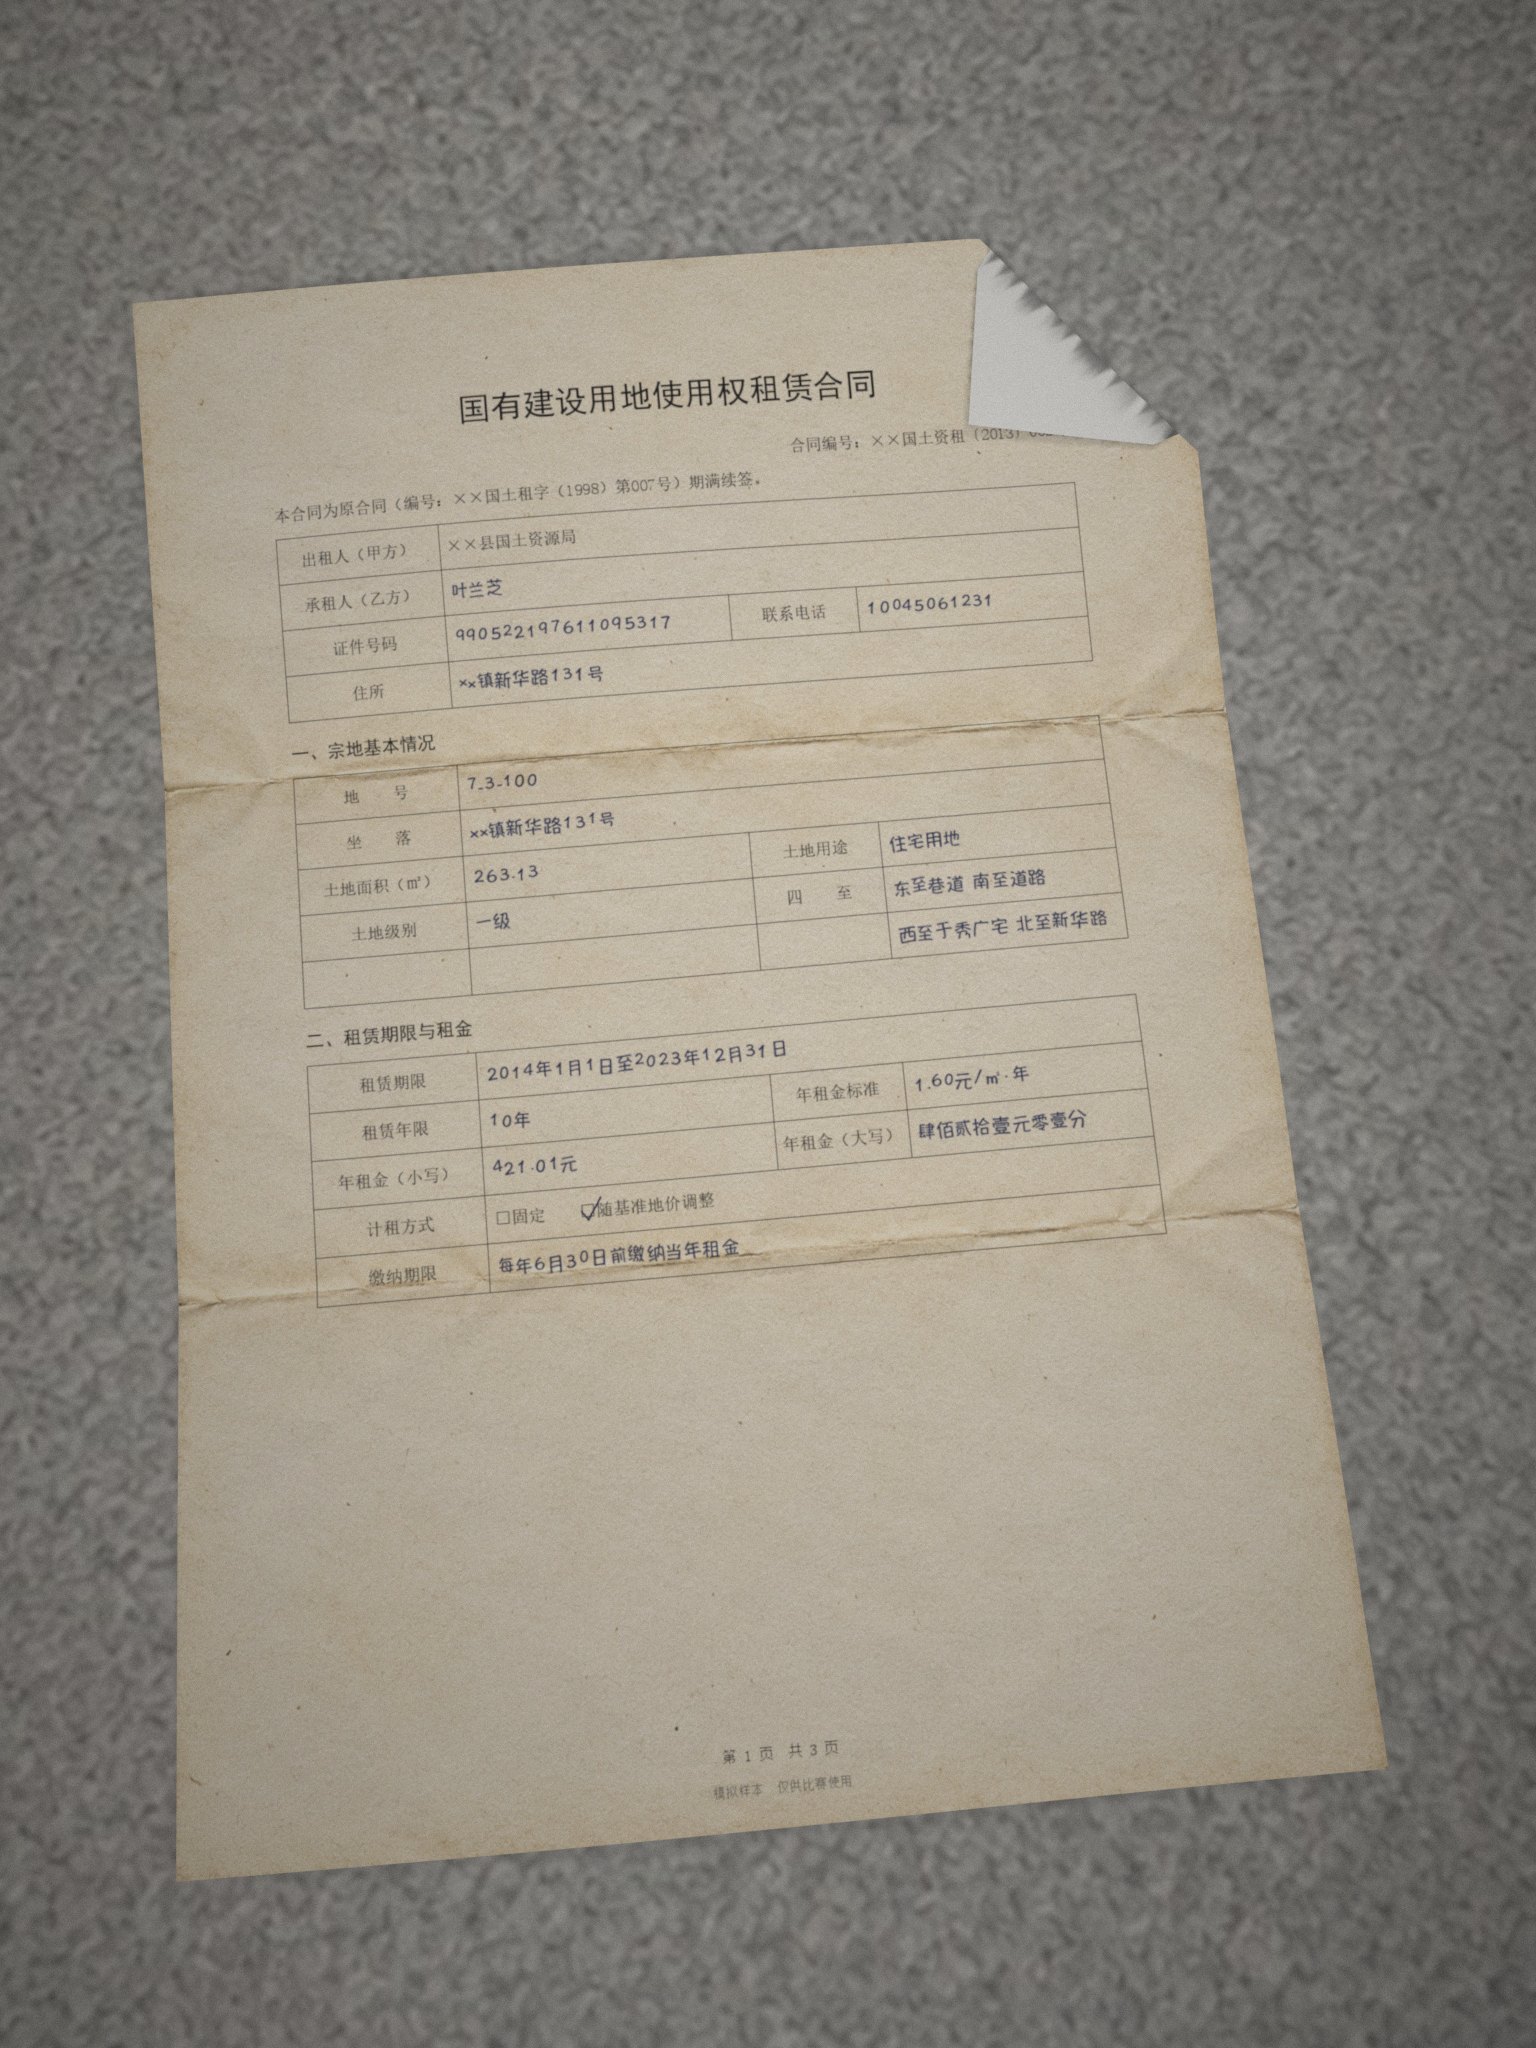 国有建设用地使用权租赁合同
合同编号：××国土资租（2013）
本合同为原合同（编号：××国土租字（1998）第007号）期满续签。
出租人（甲方） ××县国土资源局
承租人（乙方） 叶兰芝
证件号码 990522197611095317 联系电话 10045061231
住所 ××镇新华路131号
一、宗地基本情况
地 号 7-3-100
坐 落 ××镇新华路131号
土地面积（㎡） 263.13 土地用途 住宅用地
土地级别 一级 四 至 东至巷道 南至道路
西至于秀广宅 北至新华路
二、租赁期限与租金
租赁期限 2014年1月1日至2023年12月31日
租赁年限 10年 年租金标准 1.60元/㎡·年
年租金（小写） 421.01元 年租金（大写） 肆佰贰拾壹元零壹分
计租方式 □固定 ☑随基准地价调整
缴纳期限 每年6月30日前缴纳当年租金
第 1 页 共 3 页
模拟样本 仅供比赛使用